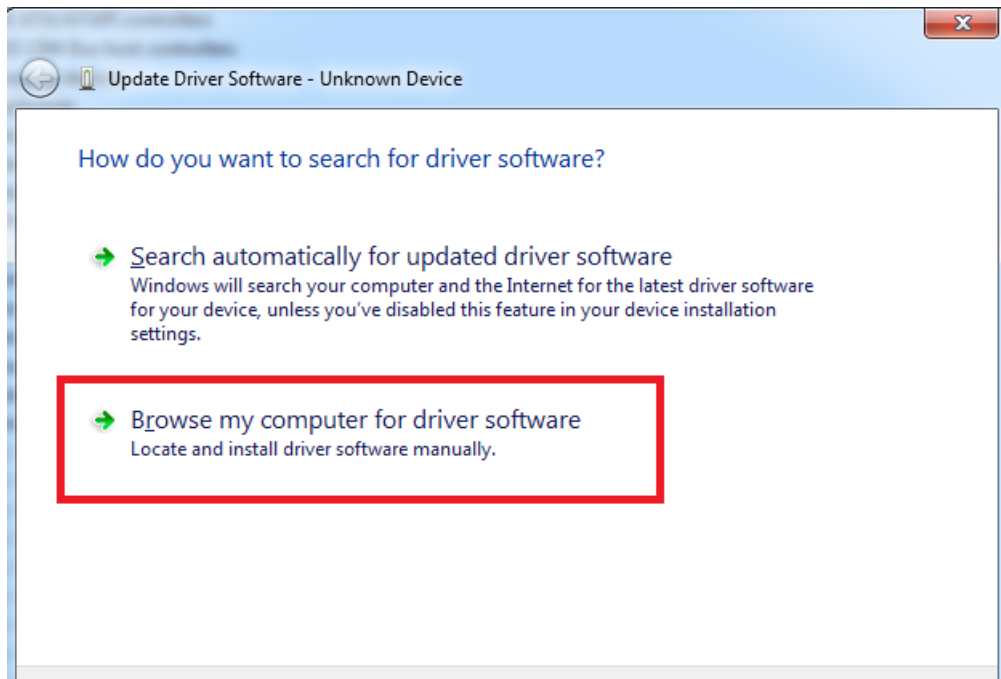 Update Driver Software - Unknown Device
How do you want to search for driver software?
Search automatically for updated driver software
Windows will search your computer and the Internet for the latest driver software
for your device, unless you've disabled this feature in your device installation
settings.
Browse my computer for driver software
Locate and install driver software manually.